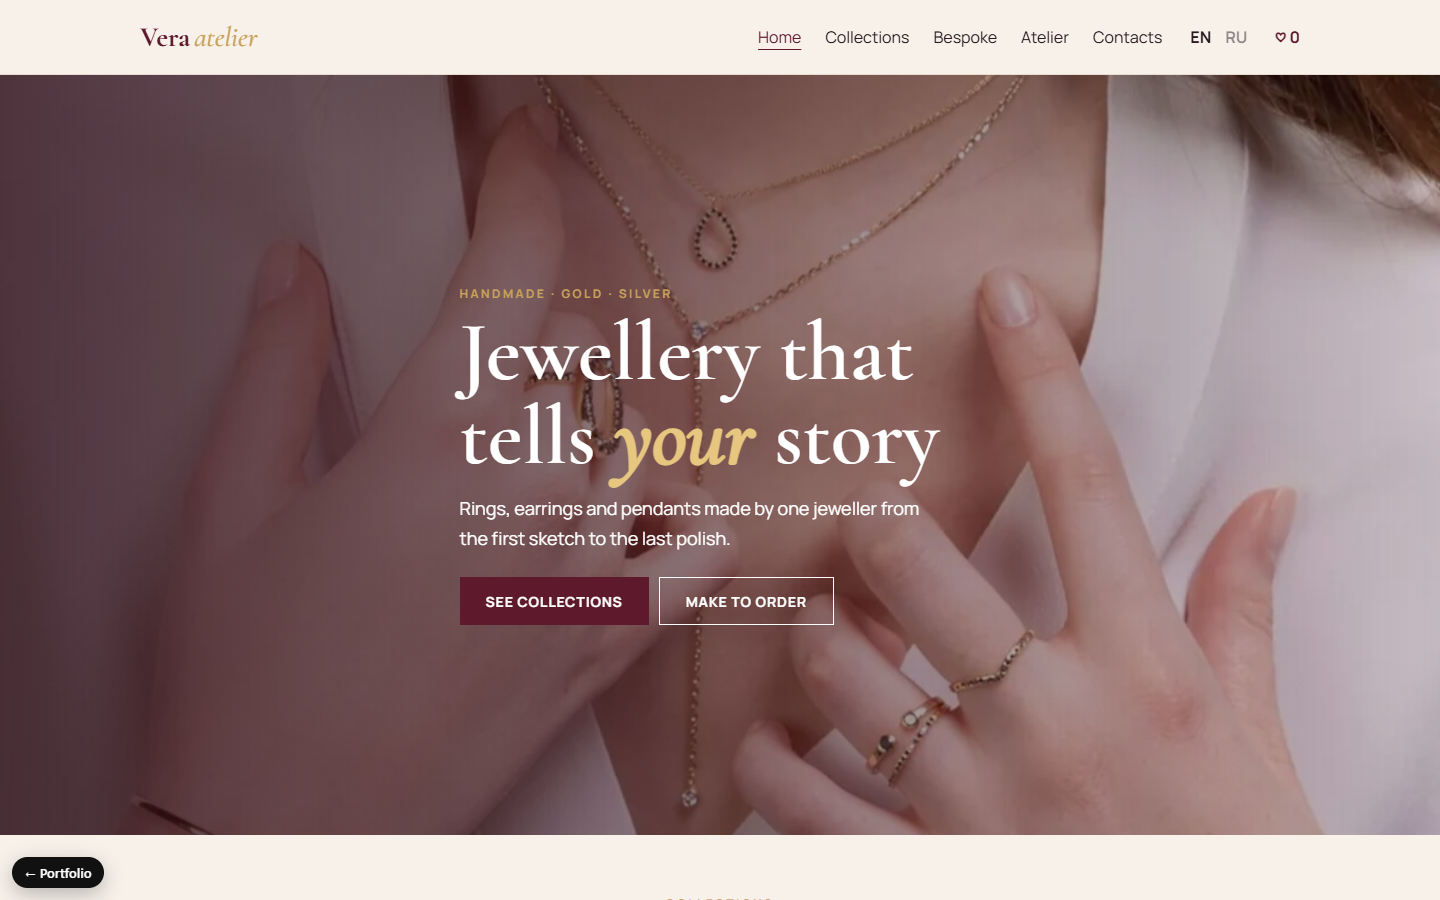 Vera atelier
Home Collections Bespoke Atelier Contacts EN RU ♡ 0
HANDMADE · GOLD · SILVER
Jewellery that
tells your story
Rings, earrings and pendants made by one jeweller from
the first sketch to the last polish.
SEE COLLECTIONS MAKE TO ORDER
← Portfolio